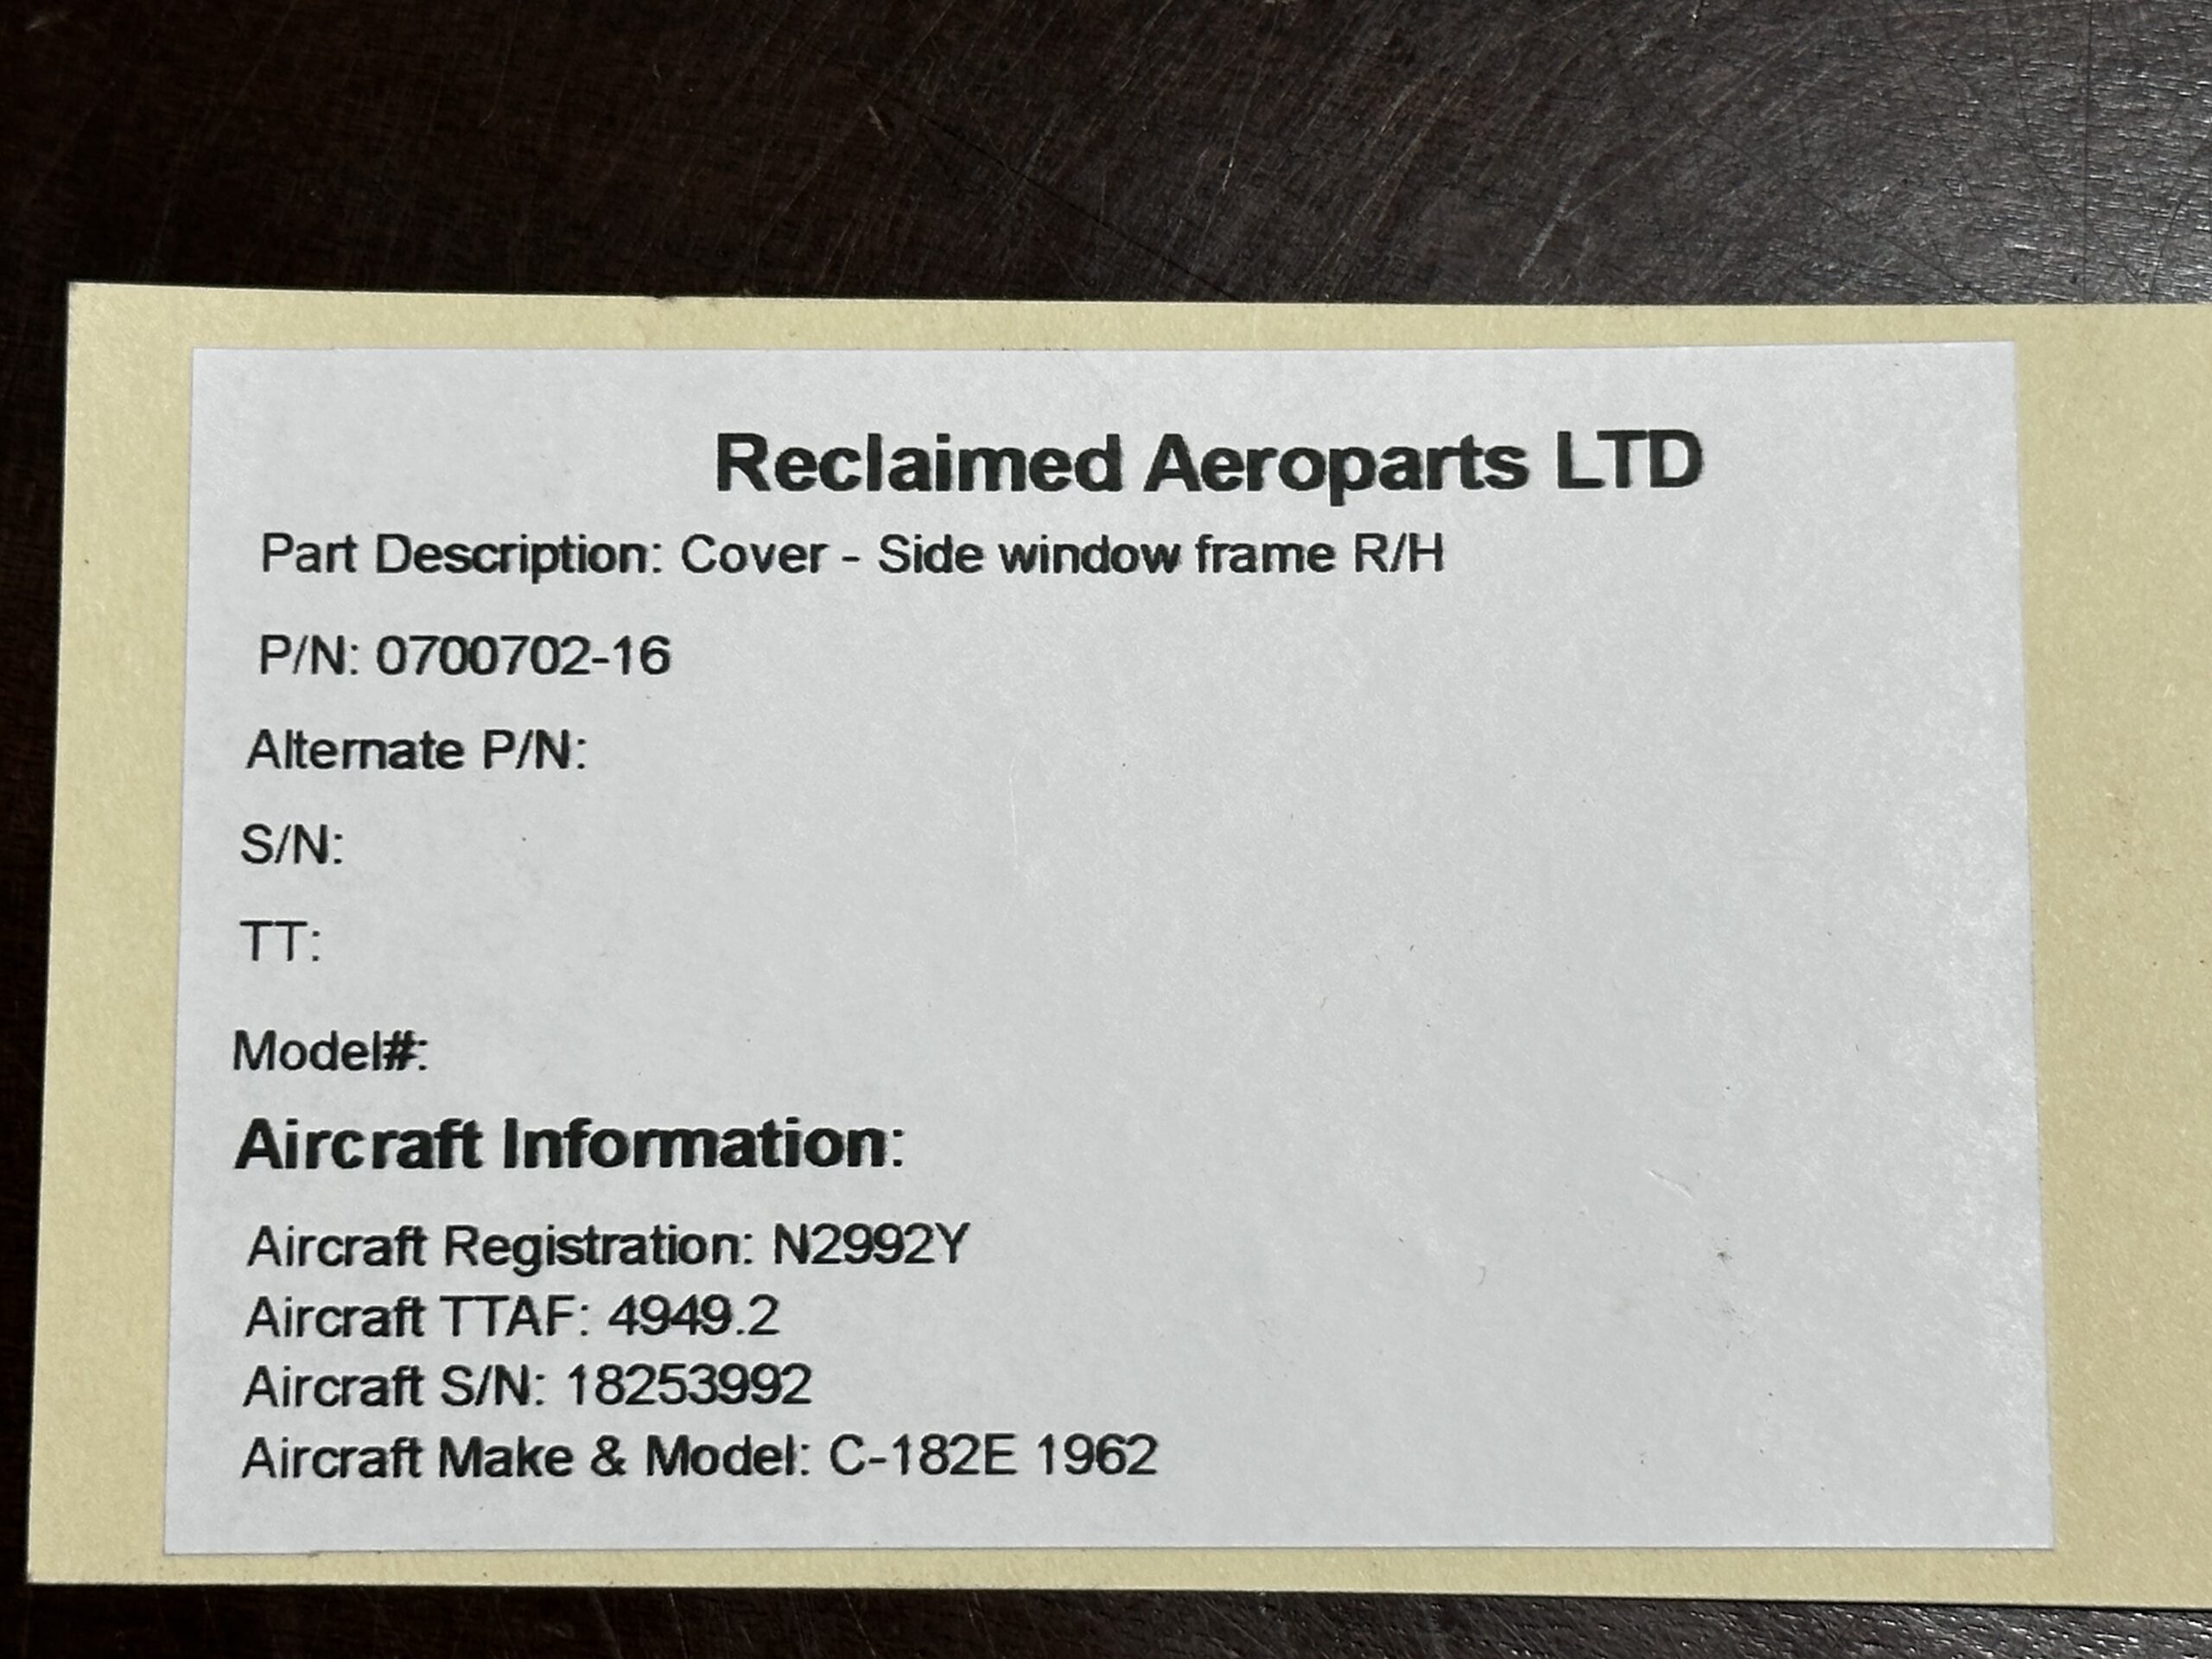 Reclaimed Aeroparts LTD
Part Description: Cover - Side window frame R/H
P/N: 0700702-16
Alternate P/N:
S/N:
TT:
Model#:
Aircraft Information:
Aircraft Registration: N2992Y
Aircraft TTAF: 4949.2
Aircraft S/N: 18253992
Aircraft Make & Model: C-182E 1962